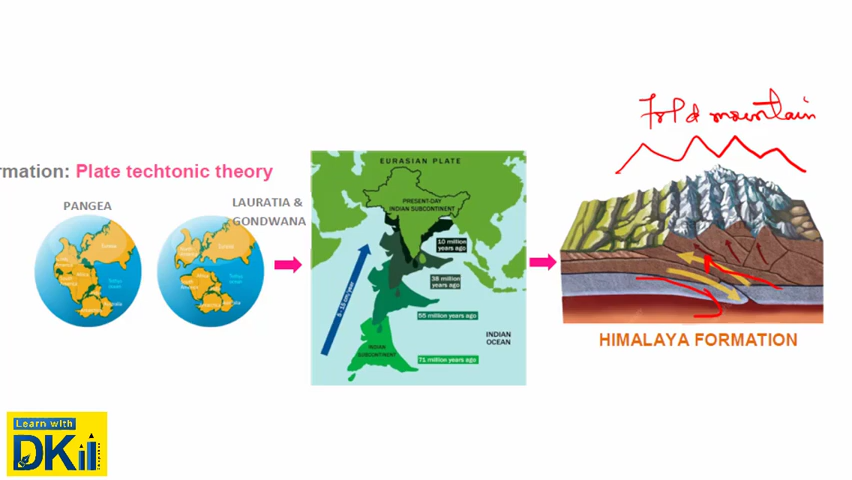 Fold mountain
rmation: Plate techtonic theory
PANGEA
LAURATIA &
GONDWANA
EURASIAN PLATE
PRESENT-DAY
INDIAN SUBCONTINENT
10 million
years ago
38 million
years ago
55 million years ago
INDIAN
OCEAN
INDIAN
SUBCONTINENT
71 million years ago
HIMALAYA FORMATION
Learn with
DK